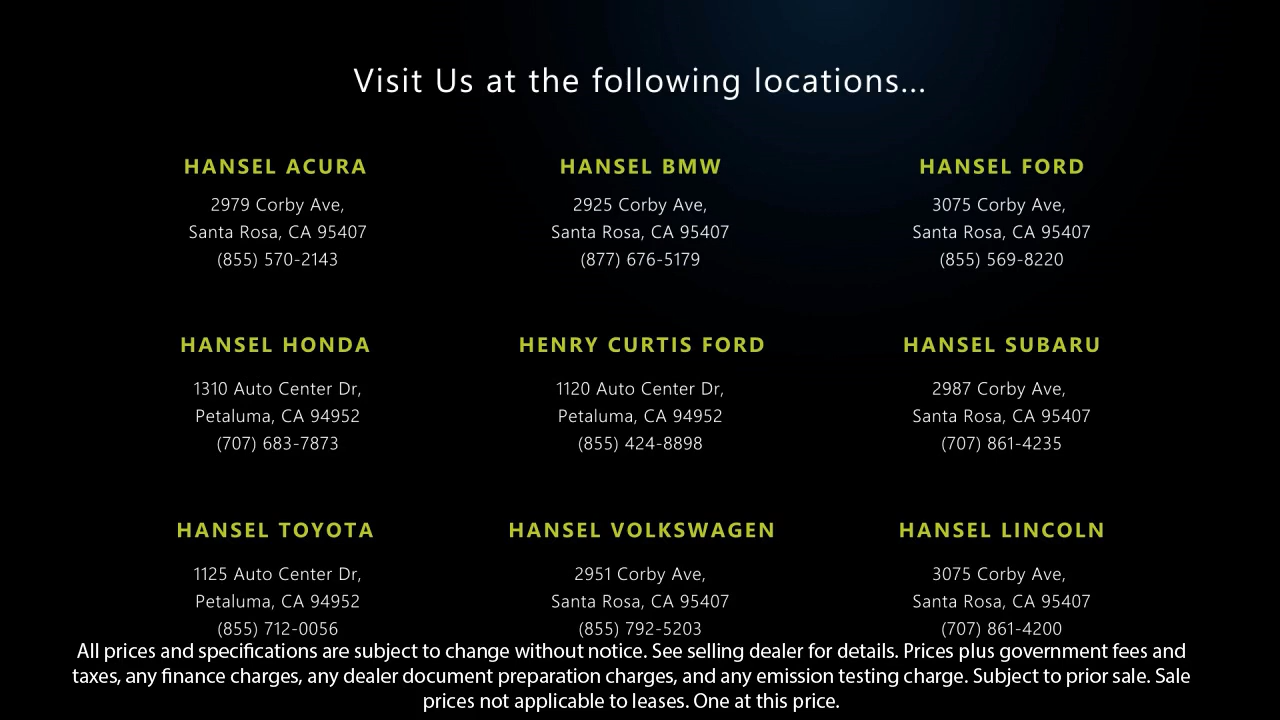 Visit Us at the following locations...
HANSEL ACURA
2979 Corby Ave,
Santa Rosa, CA 95407
(855) 570-2143
HANSEL BMW
2925 Corby Ave,
Santa Rosa, CA 95407
(877) 676-5179
HANSEL FORD
3075 Corby Ave,
Santa Rosa, CA 95407
(855) 569-8220
HANSEL HONDA
1310 Auto Center Dr,
Petaluma, CA 94952
(707) 683-7873
HENRY CURTIS FORD
1120 Auto Center Dr,
Petaluma, CA 94952
(855) 424-8898
HANSEL SUBARU
2987 Corby Ave,
Santa Rosa, CA 95407
(707) 861-4235
HANSEL TOYOTA
1125 Auto Center Dr,
Petaluma, CA 94952
(855) 712-0056
HANSEL VOLKSWAGEN
2951 Corby Ave,
Santa Rosa, CA 95407
(855) 792-5203
HANSEL LINCOLN
3075 Corby Ave,
Santa Rosa, CA 95407
(707) 861-4200
All prices and specifications are subject to change without notice. See selling dealer for details. Prices plus government fees and
taxes, any finance charges, any dealer document preparation charges, and any emission testing charge. Subject to prior sale. Sale
prices not applicable to leases. One at this price.